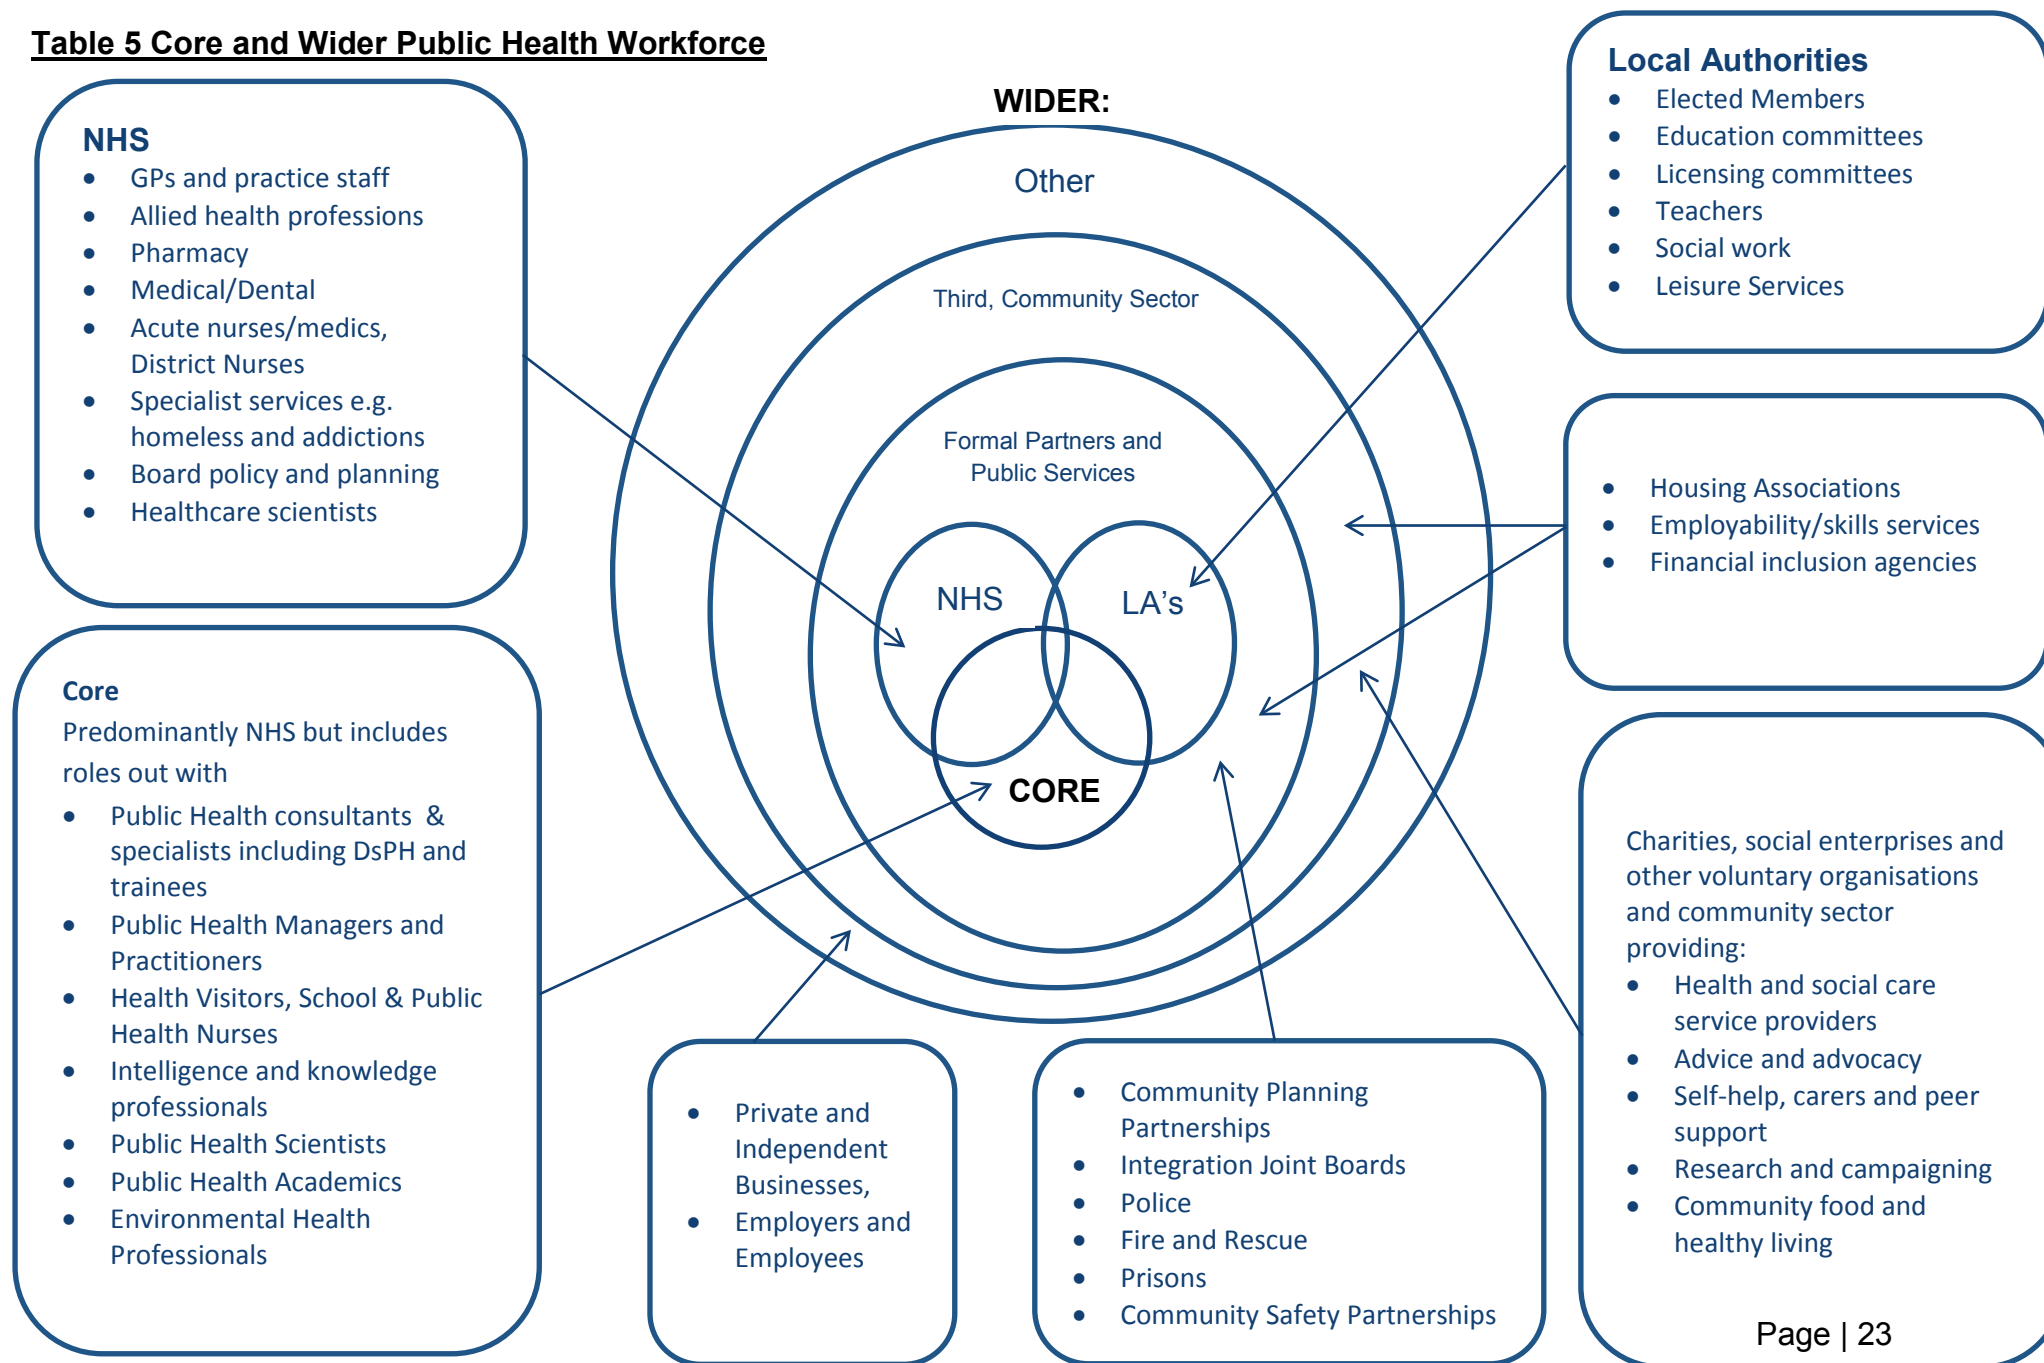 Table 5 Core and Wider Public Health Workforce
NHS
• GPs and practice staff
• Allied health professions
• Pharmacy
• Medical/Dental
• Acute nurses/medics,
District Nurses
• Specialist services e.g.
homeless and addictions
• Board policy and planning
• Healthcare scientists
Core
Predominantly NHS but includes
roles out with
• Public Health consultants &
specialists including DsPH and
trainees
• Public Health Managers and
Practitioners
• Health Visitors, School & Public
Health Nurses
• Intelligence and knowledge
professionals
• Public Health Scientists
• Public Health Academics
• Environmental Health
Professionals
WIDER:
Other
Third, Community Sector
Formal Partners and
Public Services
NHS
LA's
CORE
• Private and
Independent
Businesses,
• Employers and
Employees
• Community Planning
Partnerships
• Integration Joint Boards
• Police
• Fire and Rescue
• Prisons
• Community Safety Partnerships
Local Authorities
• Elected Members
• Education committees
• Licensing committees
• Teachers
• Social work
• Leisure Services
• Housing Associations
• Employability/skills services
• Financial inclusion agencies
Charities, social enterprises and
other voluntary organisations
and community sector
providing:
• Health and social care
service providers
• Advice and advocacy
• Self-help, carers and peer
support
• Research and campaigning
• Community food and
healthy living
Page | 23